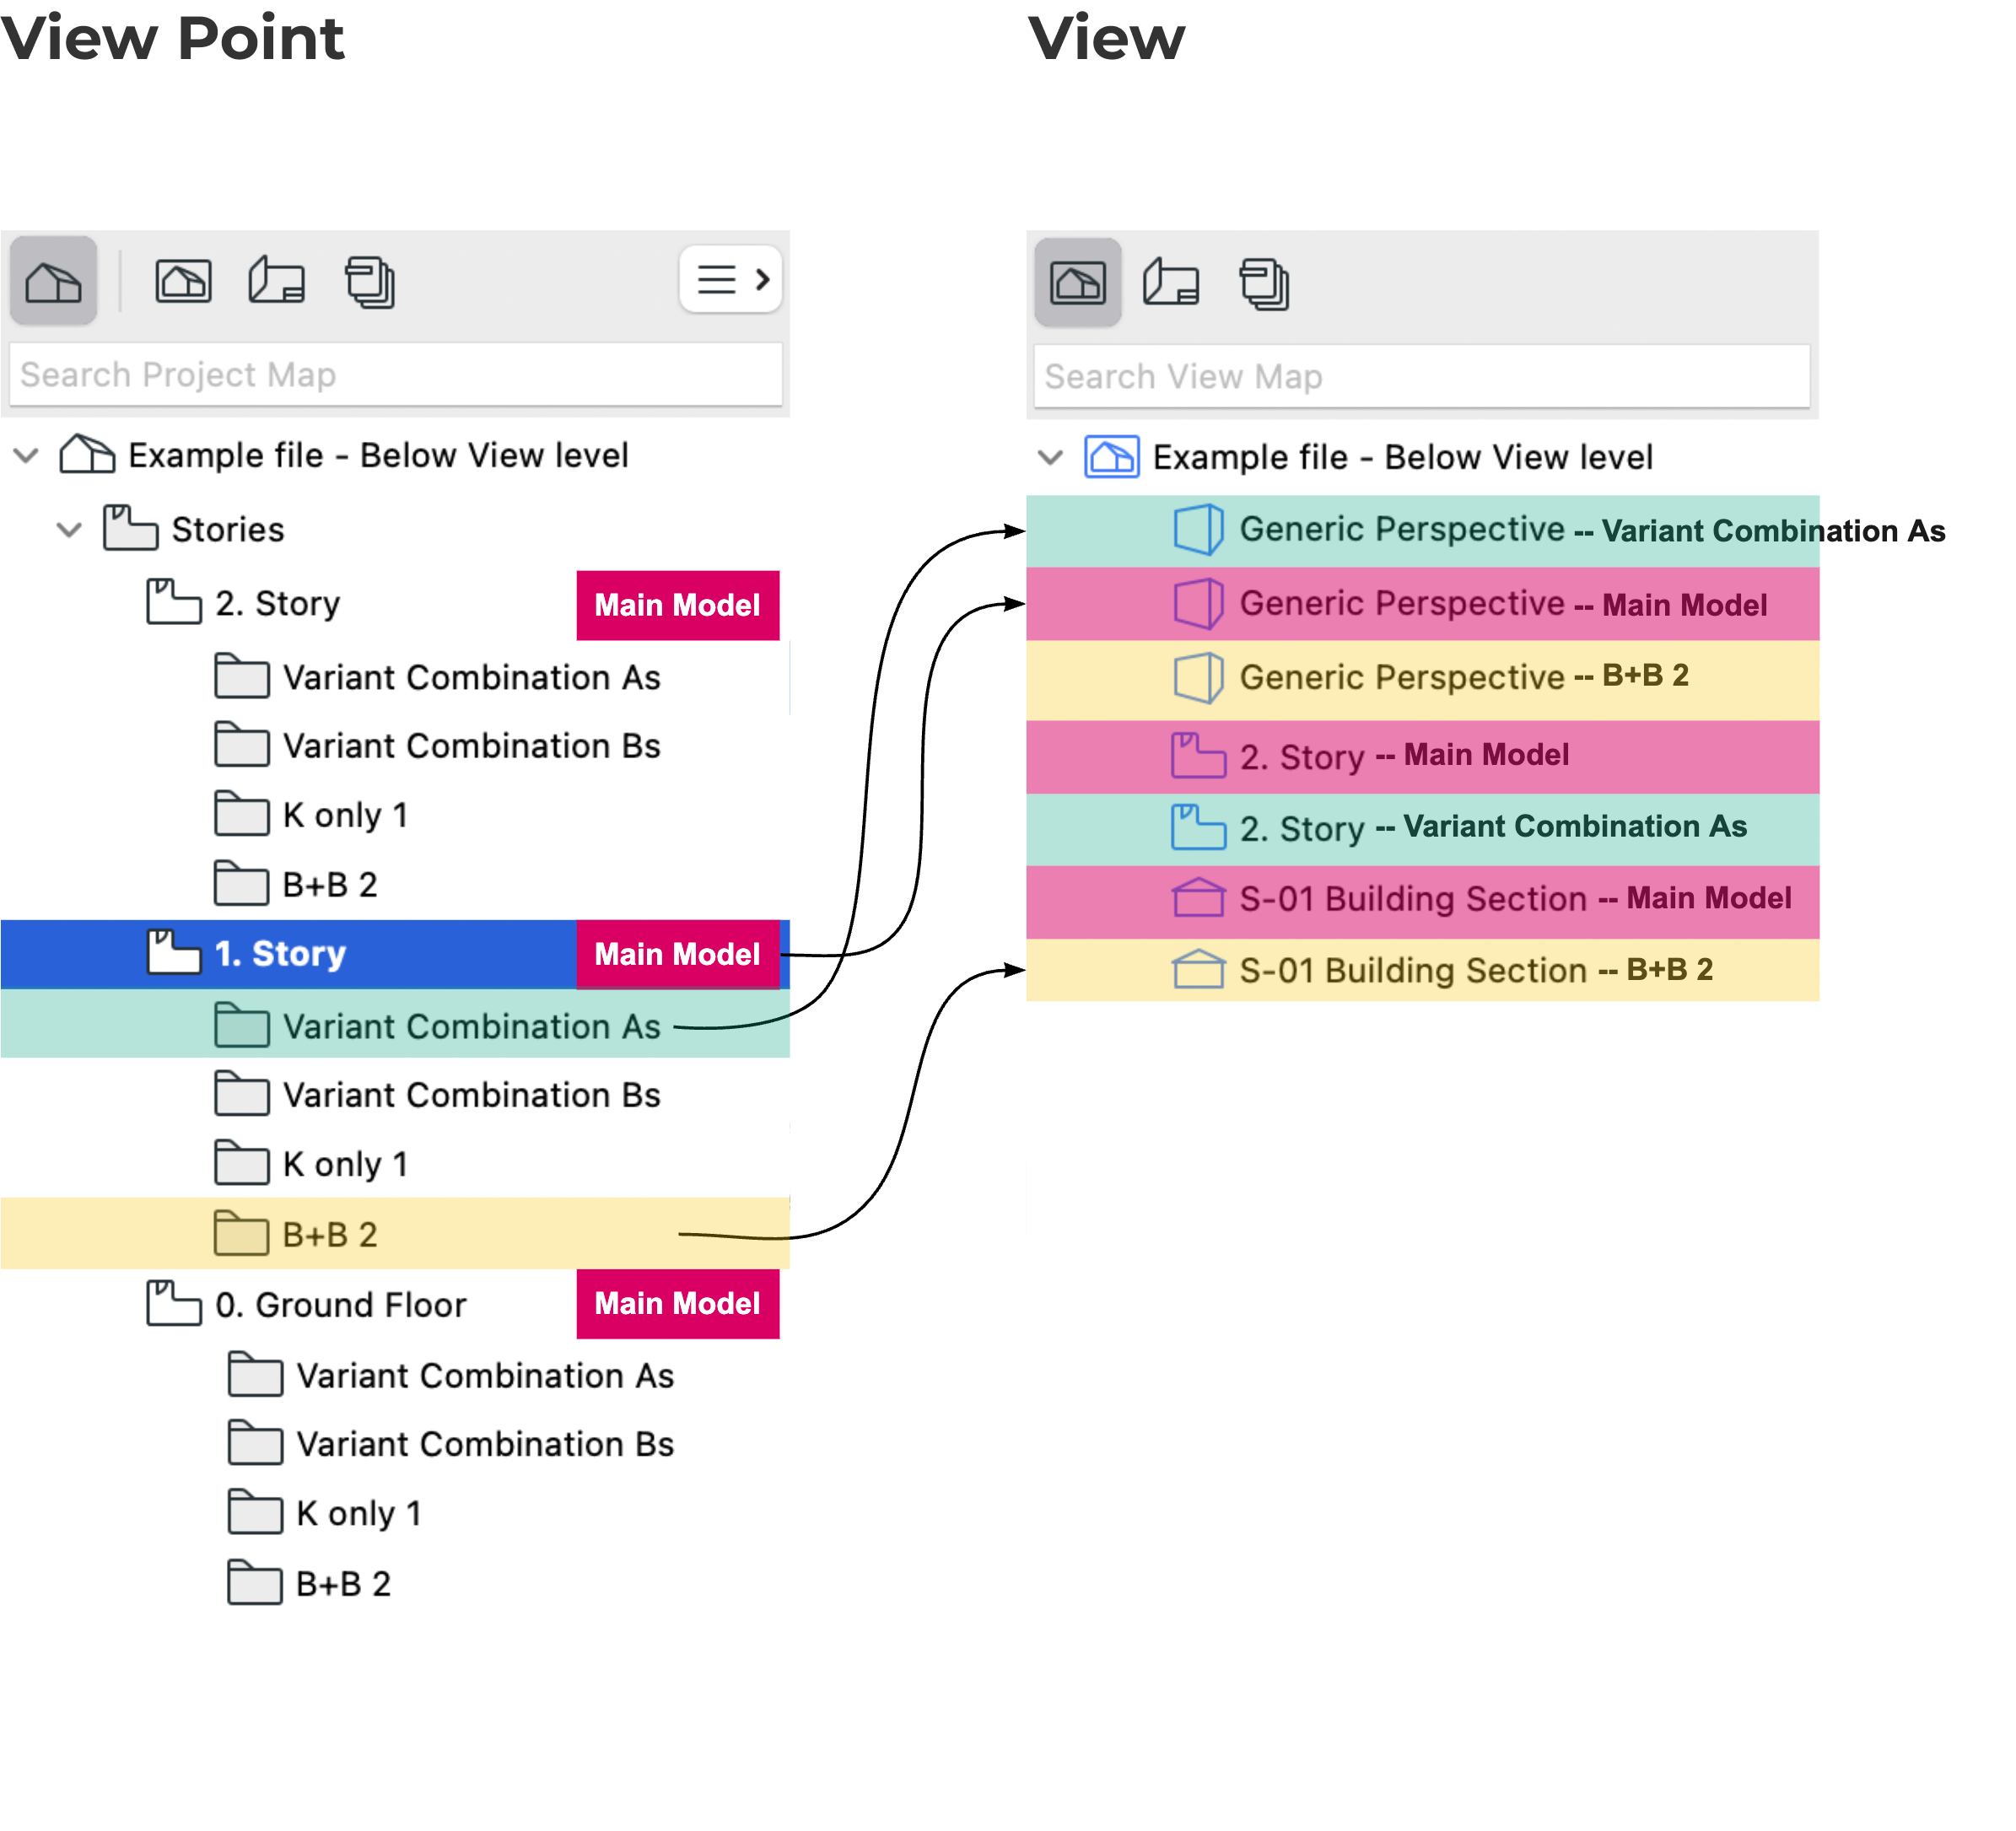 View Point
Search Project Map
Example file - Below View level
Stories
2. Story Main Model
Variant Combination As
Variant Combination Bs
K only 1
B+B 2
1. Story Main Model
Variant Combination As
Variant Combination Bs
K only 1
B+B 2
0. Ground Floor Main Model
Variant Combination As
Variant Combination Bs
K only 1
B+B 2
View
Search View Map
Example file - Below View level
Generic Perspective -- Variant Combination As
Generic Perspective -- Main Model
Generic Perspective -- B+B 2
2. Story -- Main Model
2. Story -- Variant Combination As
S-01 Building Section -- Main Model
S-01 Building Section -- B+B 2